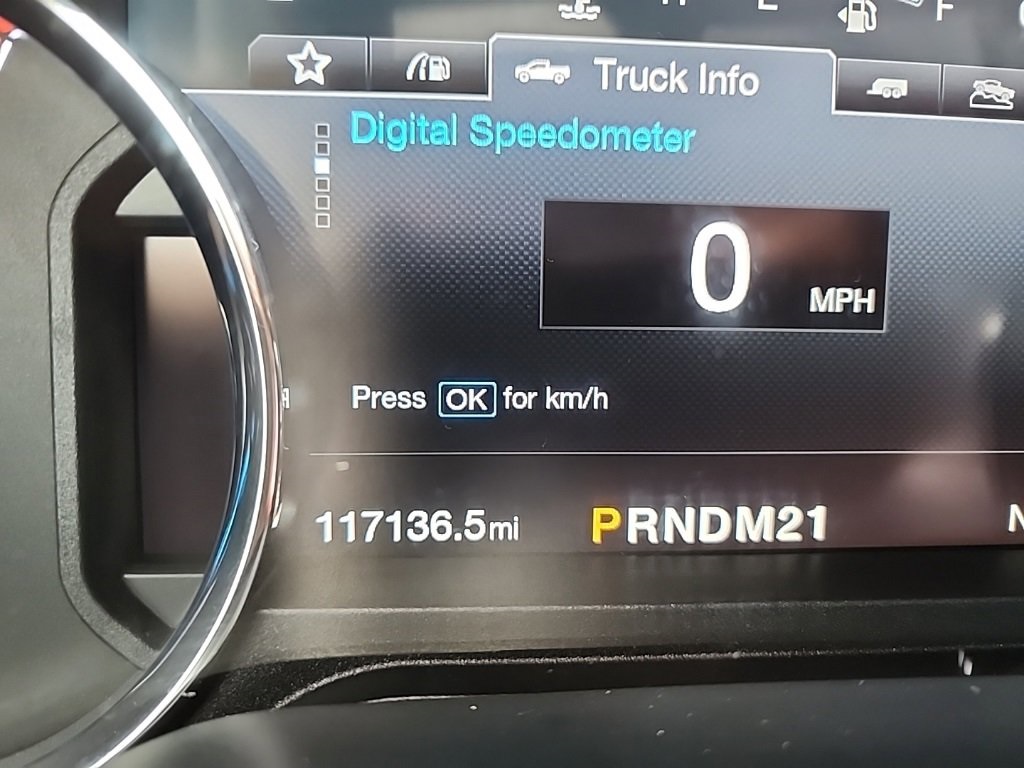 E F
Truck Info
Digital Speedometer
0 MPH
Press OK for km/h
117136.5mi PRNDM21 N